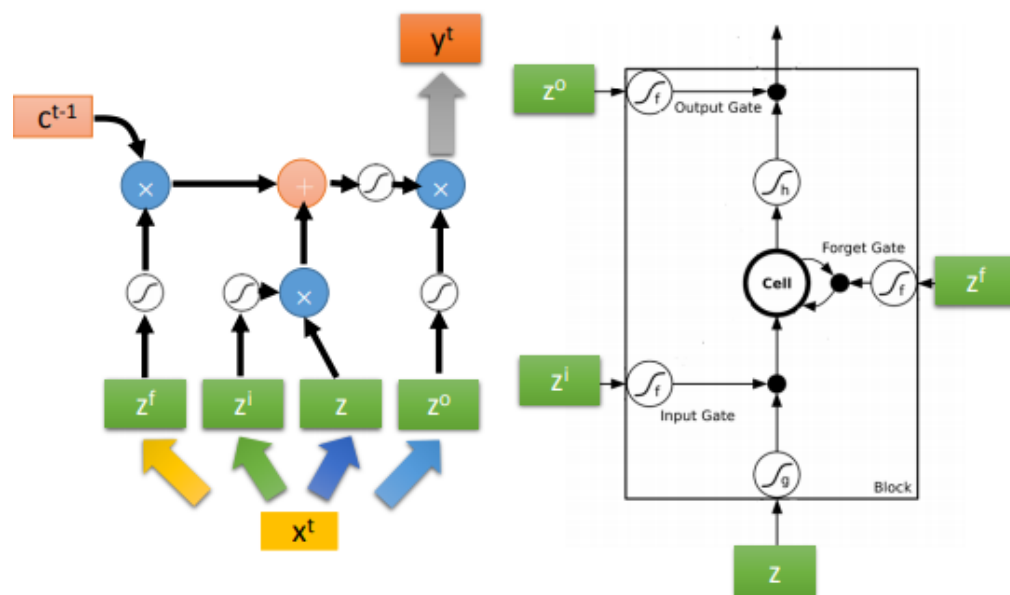 y^t
c^t-1
×
+
×
×
z^f
z^i
z
z^o
x^t
z^o
f
Output Gate
h
Forget Gate
Cell
f
z^f
z^i
f
Input Gate
g
Block
z